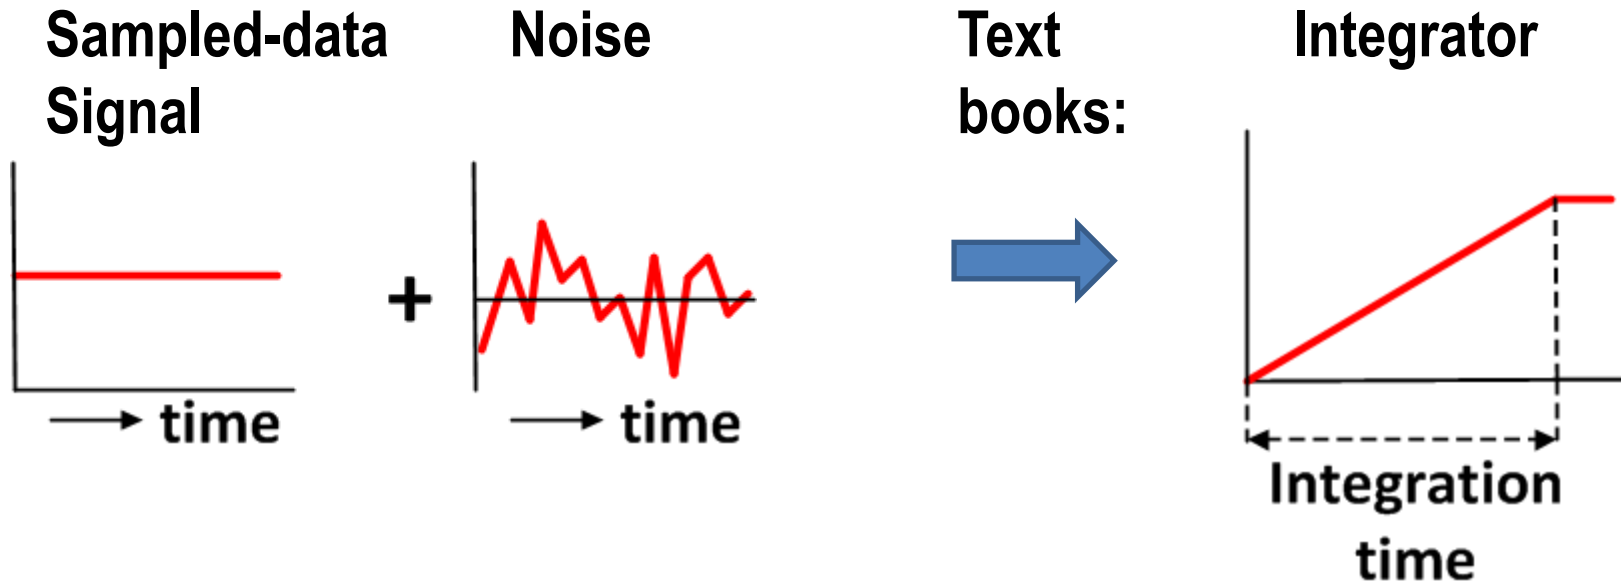 Sampled-data
Signal
Noise
Text
books:
Integrator
+
time
time
Integration
time